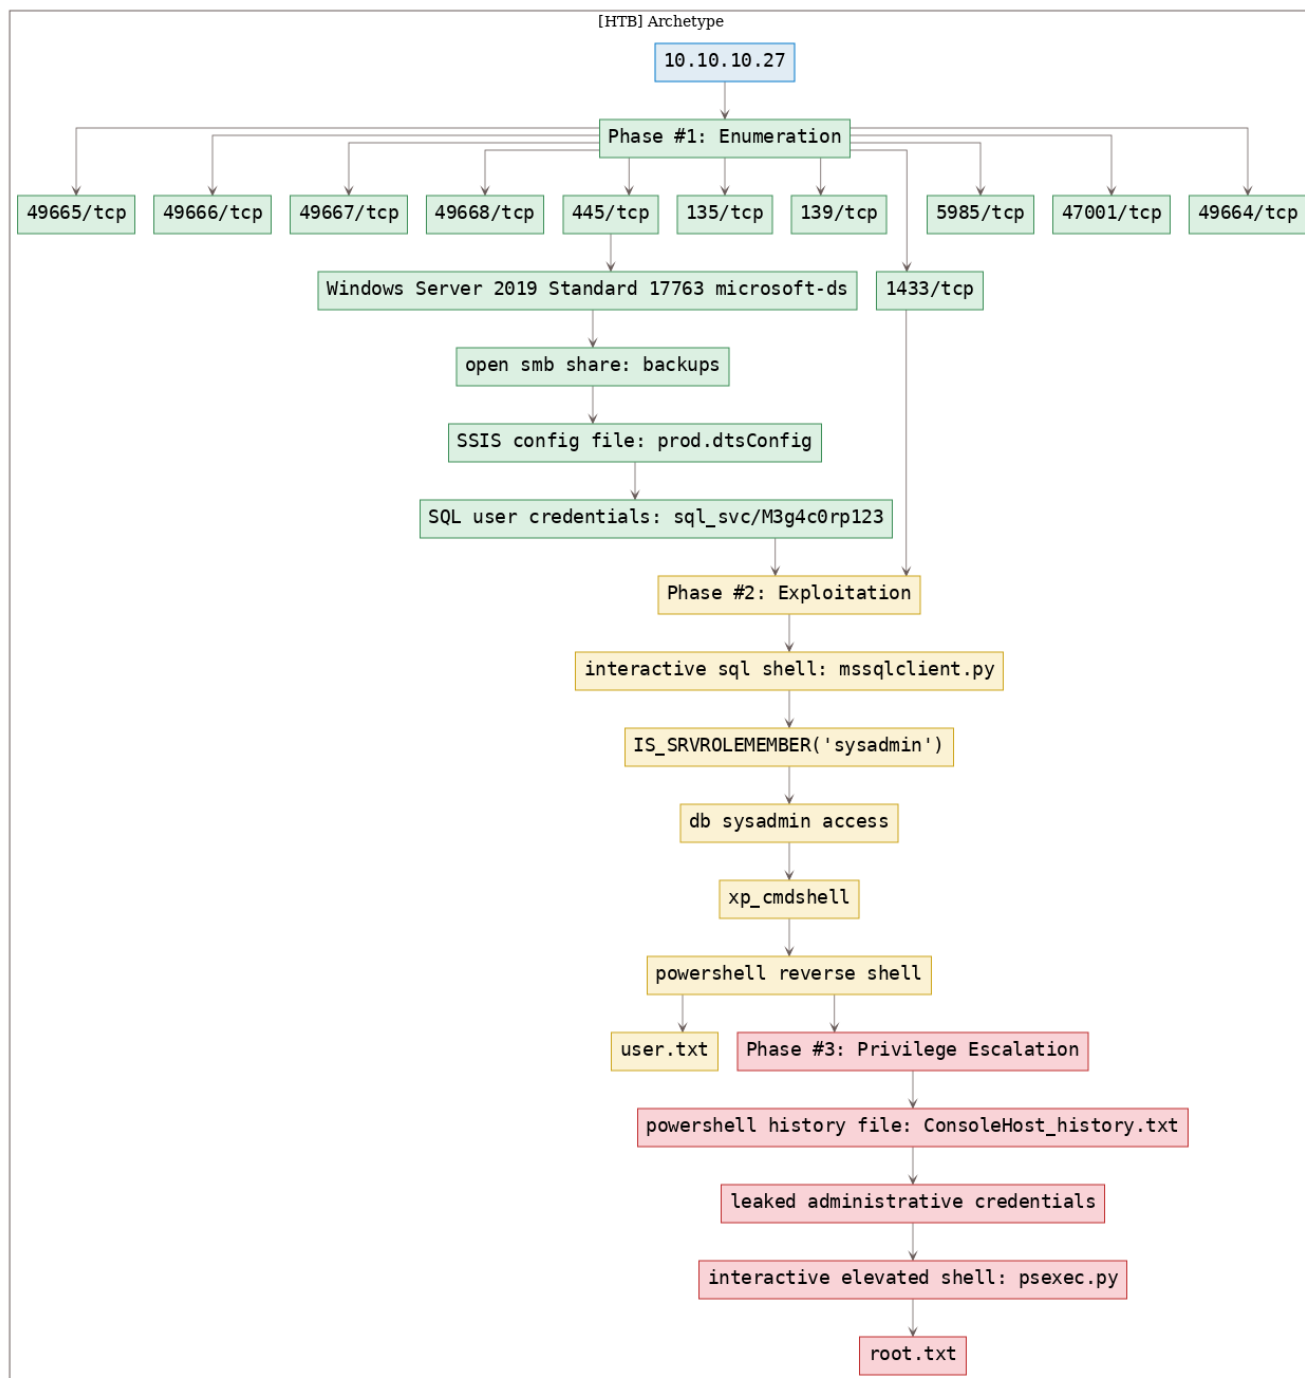 [HTB] Archetype
10.10.10.27
Phase #1: Enumeration
49665/tcp
49666/tcp
49667/tcp
49668/tcp
445/tcp
135/tcp
139/tcp
5985/tcp
47001/tcp
49664/tcp
Windows Server 2019 Standard 17763 microsoft-ds
1433/tcp
open smb share: backups
SSIS config file: prod.dtsConfig
SQL user credentials: sql_svc/M3g4c0rp123
Phase #2: Exploitation
interactive sql shell: mssqlclient.py
IS_SRVROLEMEMBER('sysadmin')
db sysadmin access
xp_cmdshell
powershell reverse shell
user.txt
Phase #3: Privilege Escalation
powershell history file: ConsoleHost_history.txt
leaked administrative credentials
interactive elevated shell: psexec.py
root.txt